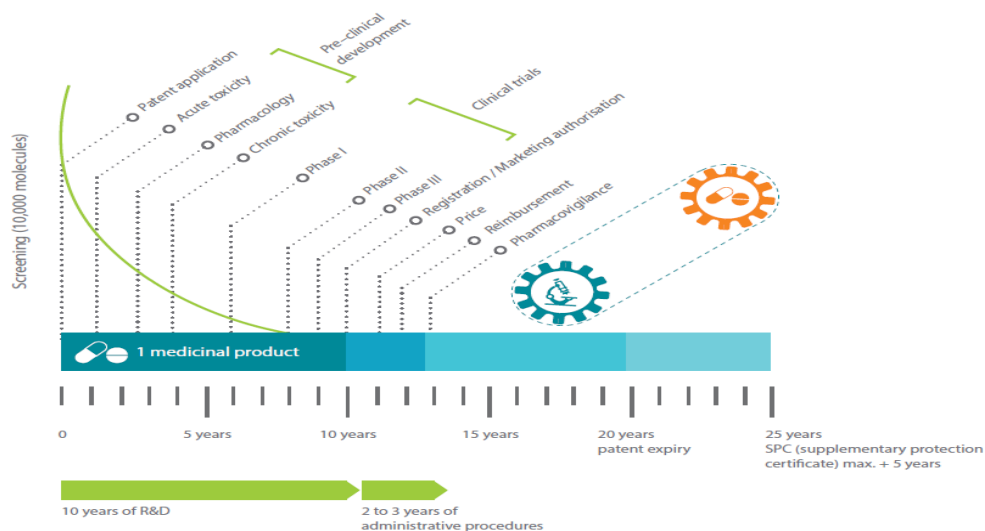 Screening (10,000 molecules)
Patent application
Acute toxicity
Pharmacology
Chronic toxicity
Pre–clinical
development
Phase I
Phase II
Phase III
Clinical trials
Registration / Marketing authorisation
Price
Reimbursement
Pharmacovigilance
1 medicinal product
0
5 years
10 years
15 years
20 years
patent expiry
25 years
SPC (supplementary protection
certificate) max. + 5 years
10 years of R&D
2 to 3 years of
administrative procedures